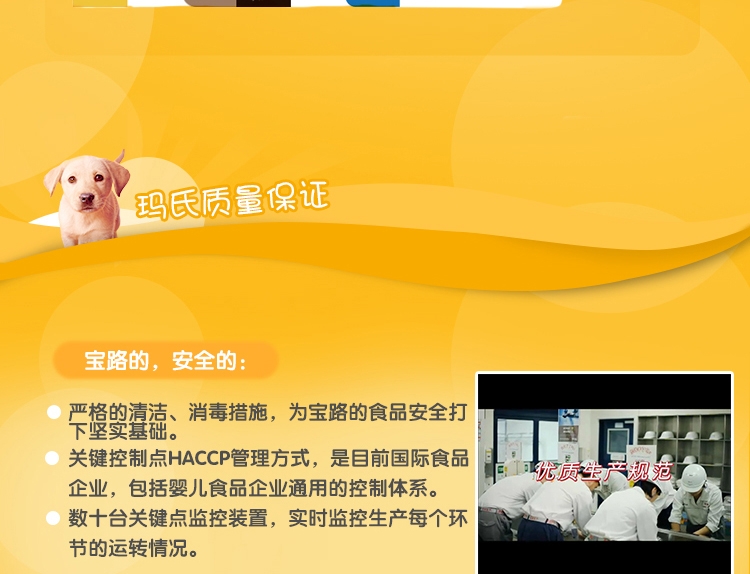 玛氏质量保证
宝路的，安全的：
严格的清洁、消毒措施，为宝路的食品安全打
下坚实基础。
关键控制点HACCP管理方式，是目前国际食品
企业，包括婴儿食品企业通用的控制体系。
数十台关键点监控装置，实时监控生产每个环
节的运转情况。
优质生产规范